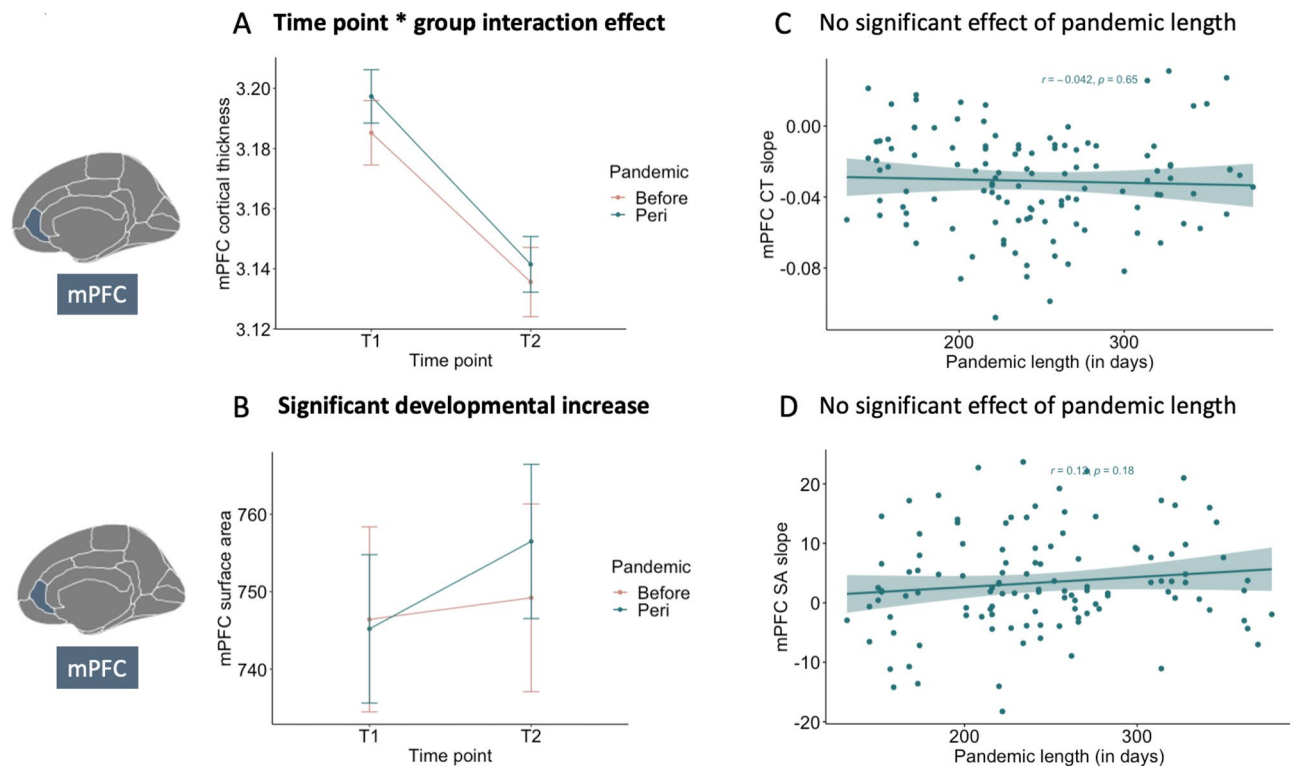 A Time point * group interaction effect
mPFC
mPFC cortical thickness
3.20
3.18
3.16
3.14
3.12
T1 T2
Time point
Pandemic
Before
Peri
C No significant effect of pandemic length
r = −0.042, p = 0.65
mPFC CT slope
0.00
-0.04
-0.08
200 300
Pandemic length (in days)
B Significant developmental increase
mPFC
mPFC surface area
760
750
740
T1 T2
Time point
Pandemic
Before
Peri
D No significant effect of pandemic length
r = 0.12, p = 0.18
mPFC SA slope
20
10
0
-10
-20
200 300
Pandemic length (in days)